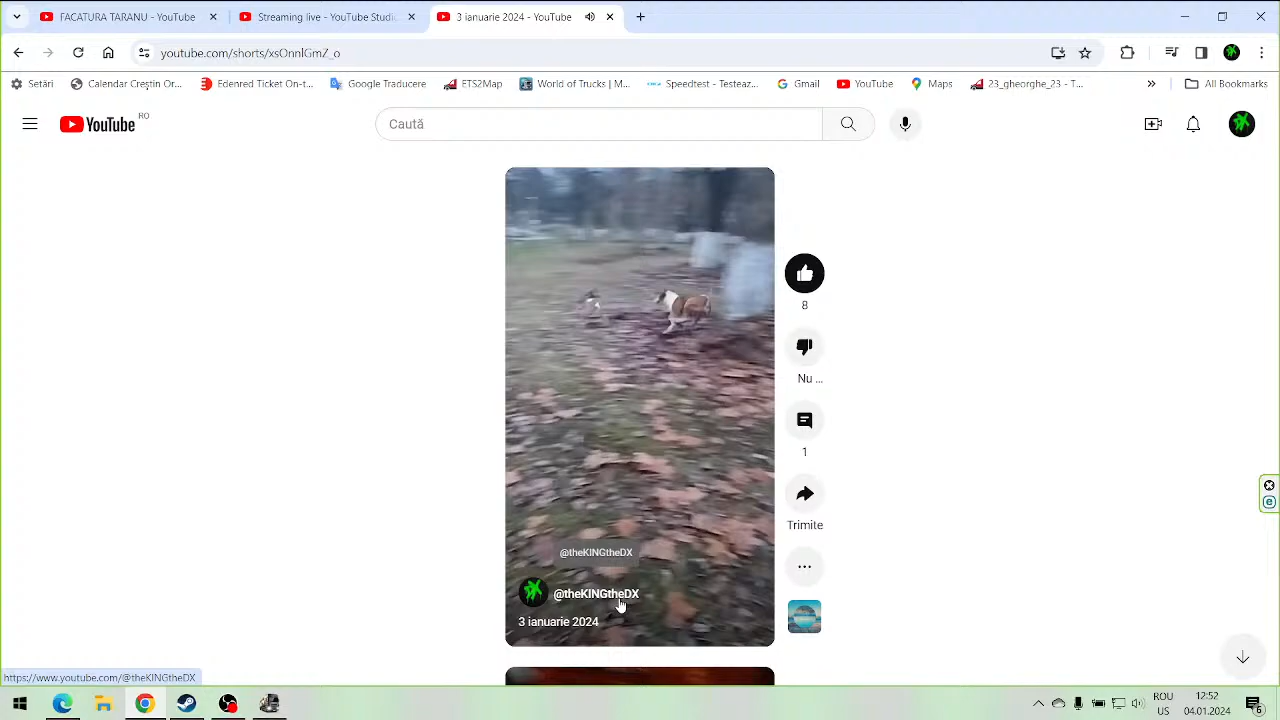 FACATURA TARANU - YouTube
Streaming live - YouTube Studio
3 ianuarie 2024 - YouTube
youtube.com/shorts/xsOnnlGmZ_o
Setări
Calendar Crestin Or...
Edenred Ticket On-t...
Google Traducere
ETS2Map
World of Trucks | M...
Speedtest - Testeaz...
Gmail
YouTube
Maps
23_gheorghe_23 - T...
All Bookmarks
YouTube RO
Caută
8
Nu ...
1
Trimite
@theKINGtheDX
@theKINGtheDX
3 ianuarie 2024
https://www.youtube.com/@theKINGtheDX
ROU
US
12:52
04.01.2024
6